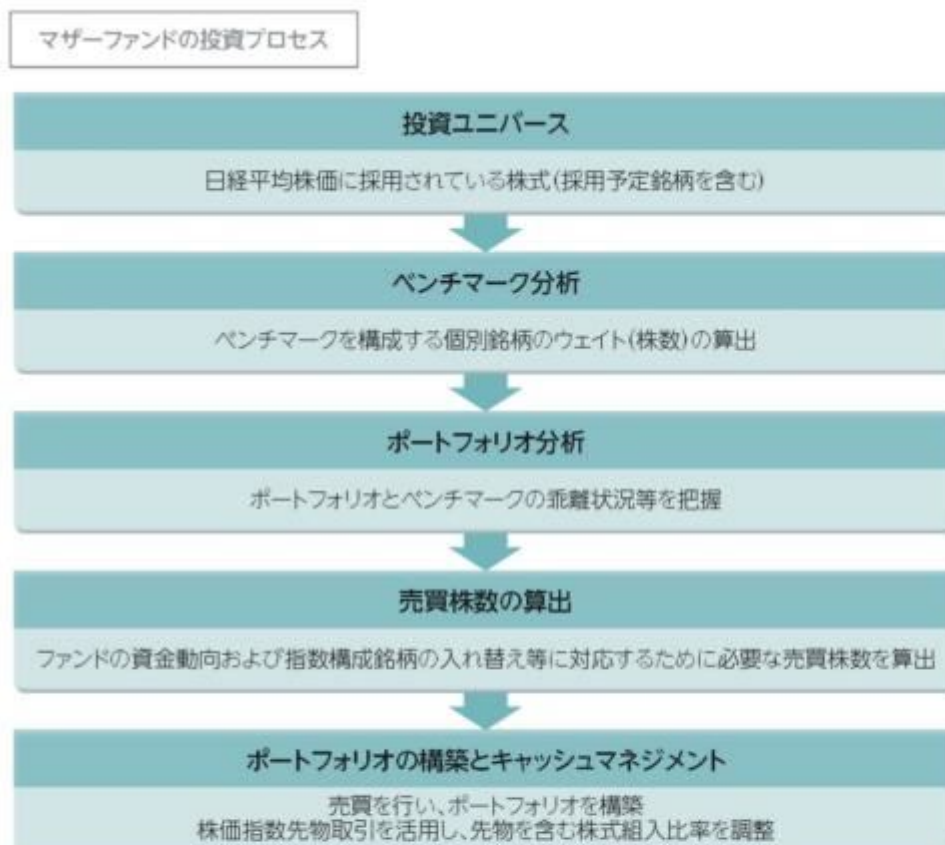 マザーファンドの投資プロセス
投資ユニバース
日経平均株価に採用されている株式(採用予定銘柄を含む)
ベンチマーク分析
ベンチマークを構成する個別銘柄のウェイト(株数)の算出
ポートフォリオ分析
ポートフォリオとベンチマークの乖離状況等を把握
売買株数の算出
ファンドの資金動向および指数構成銘柄の入れ替え等に対応するために必要な売買株数を算出
ポートフォリオの構築とキャッシュマネジメント
売買を行い、ポートフォリオを構築
株価指数先物取引を活用し、先物を含む株式組入比率を調整